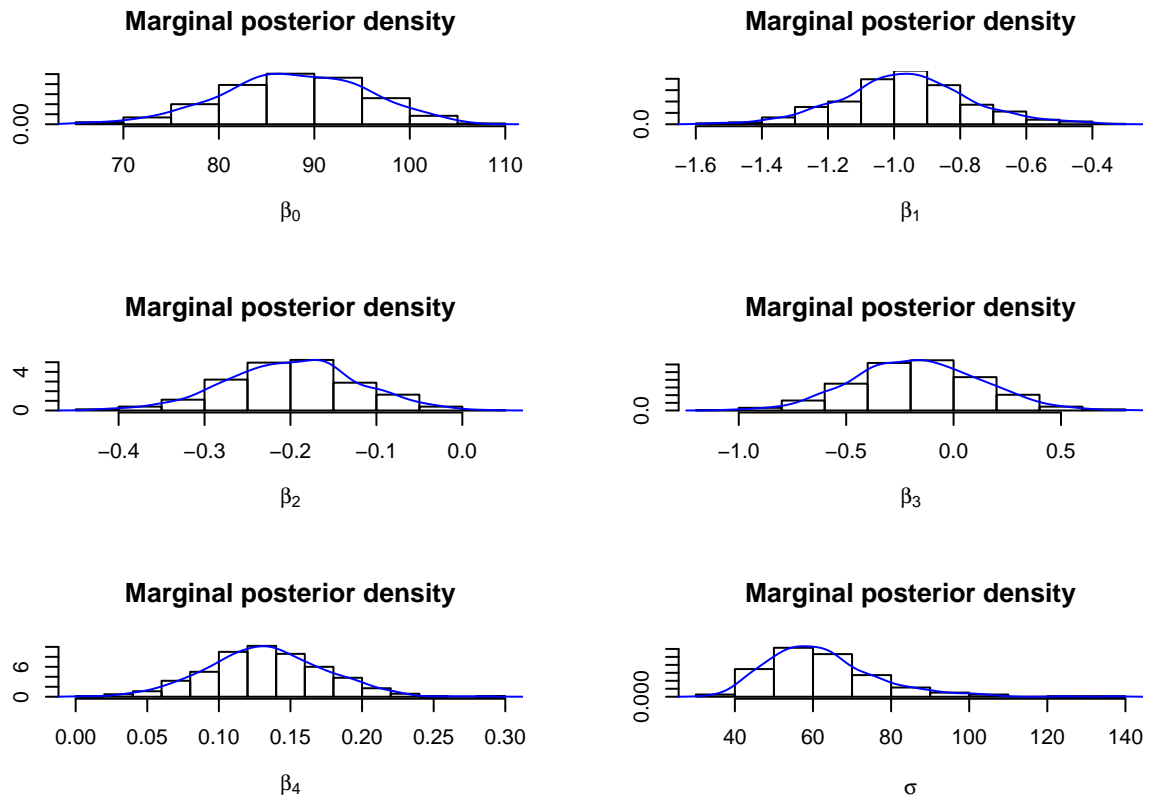 Marginal posterior density
0.00
70 80 90 100 110
β0
Marginal posterior density
0.0
−1.6 −1.4 −1.2 −1.0 −0.8 −0.6 −0.4
β1
Marginal posterior density
0 4
−0.4 −0.3 −0.2 −0.1 0.0
β2
Marginal posterior density
0.0
−1.0 −0.5 0.0 0.5
β3
Marginal posterior density
0 6
0.00 0.05 0.10 0.15 0.20 0.25 0.30
β4
Marginal posterior density
0.000
40 60 80 100 120 140
σ